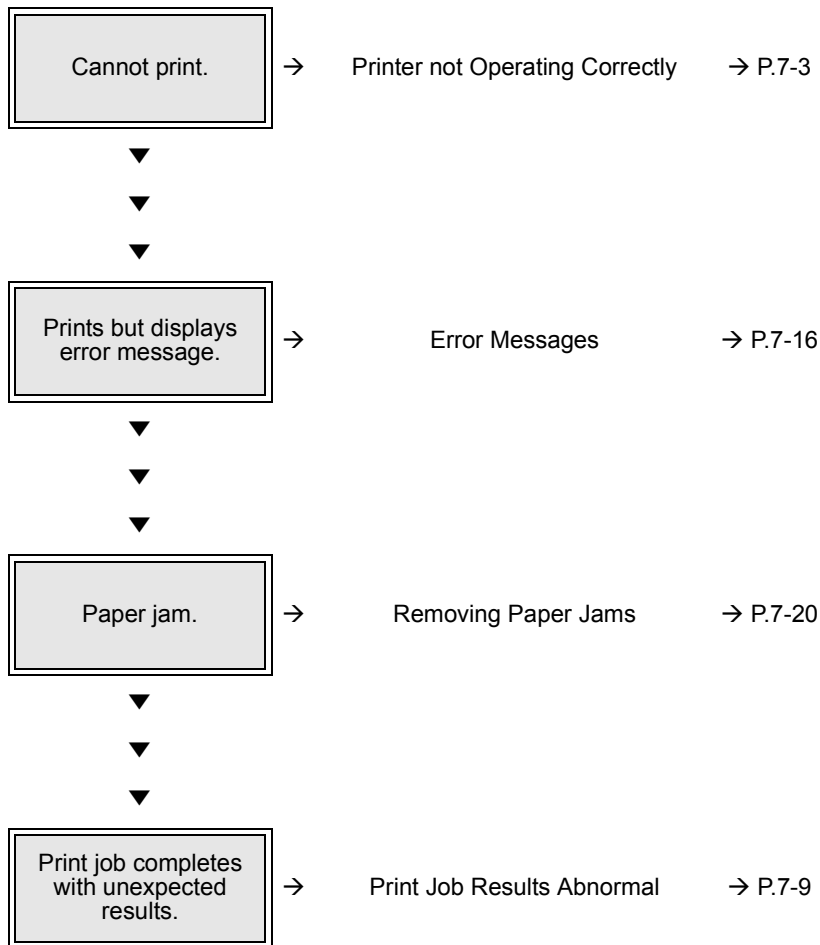 Cannot print. → Printer not Operating Correctly → P.7-3
▼
▼
▼
Prints but displays
error message. → Error Messages → P.7-16
▼
▼
▼
Paper jam. → Removing Paper Jams → P.7-20
▼
▼
▼
Print job completes
with unexpected → Print Job Results Abnormal → P.7-9
results.